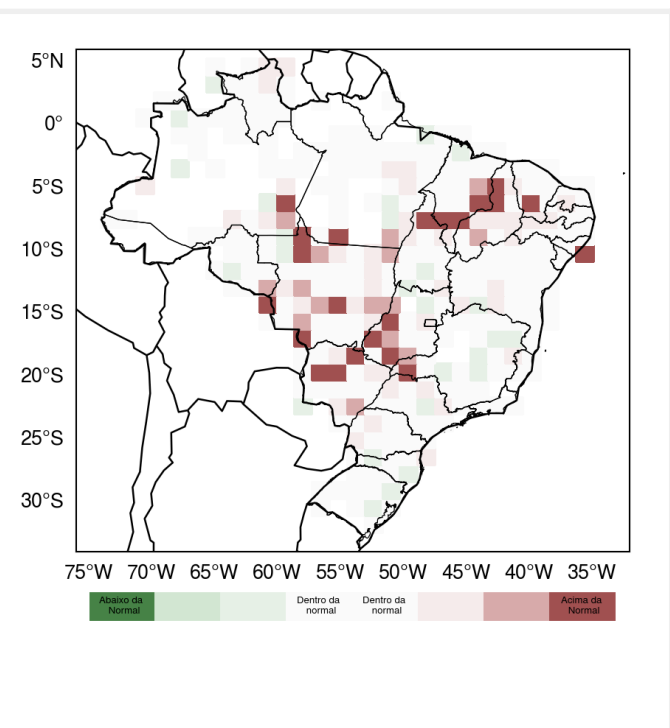 5°N
0°
5°S
10°S
15°S
20°S
25°S
30°S
75°W 70°W 65°W 60°W 55°W 50°W 45°W 40°W 35°W
Abaixo da Normal
Dentro da normal
Dentro da normal
Acima da Normal